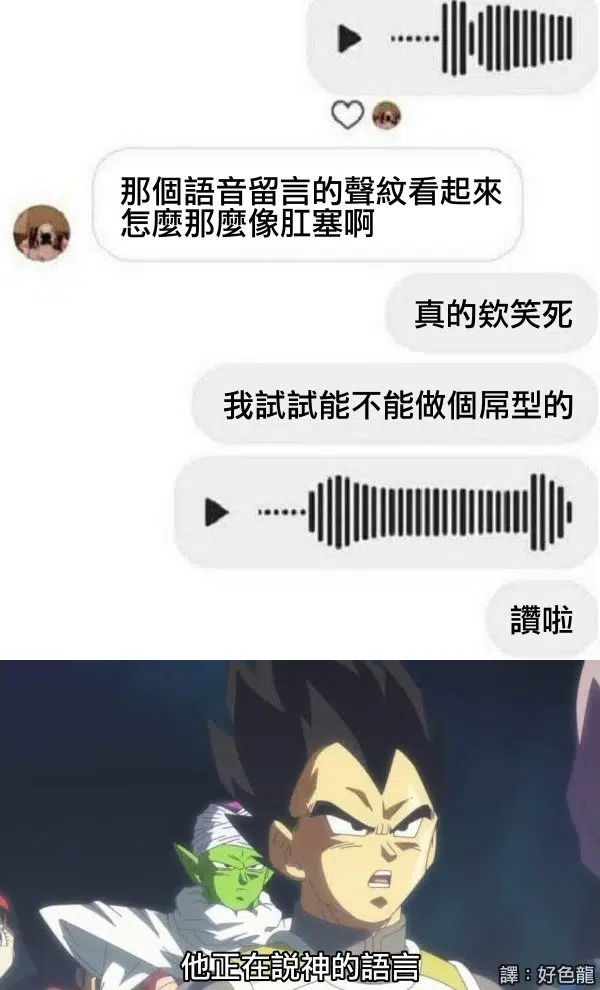 那個語音留言的聲紋看起來
怎麼那麼像肛塞啊
真的欸笑死
我試試能不能做個屌型的
讚啦
他正在說神的語言
譯：好色龍